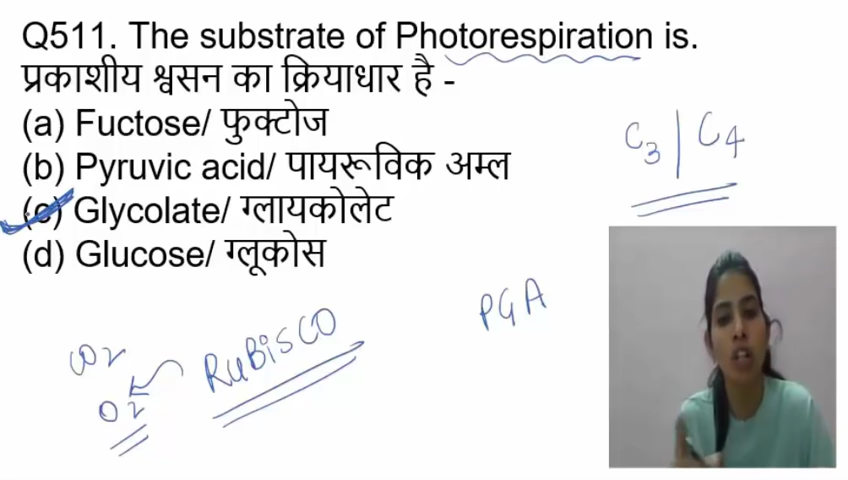 Q511. The substrate of Photorespiration is.
प्रकाशीय श्वसन का क्रियाधार है -
(a) Fuctose/ फुक्टोज
(b) Pyruvic acid/ पायरूविक अम्ल
(c) Glycolate/ ग्लायकोलेट
(d) Glucose/ ग्लूकोस
C3 | C4
PGA
RuBisCO
CO2
O2